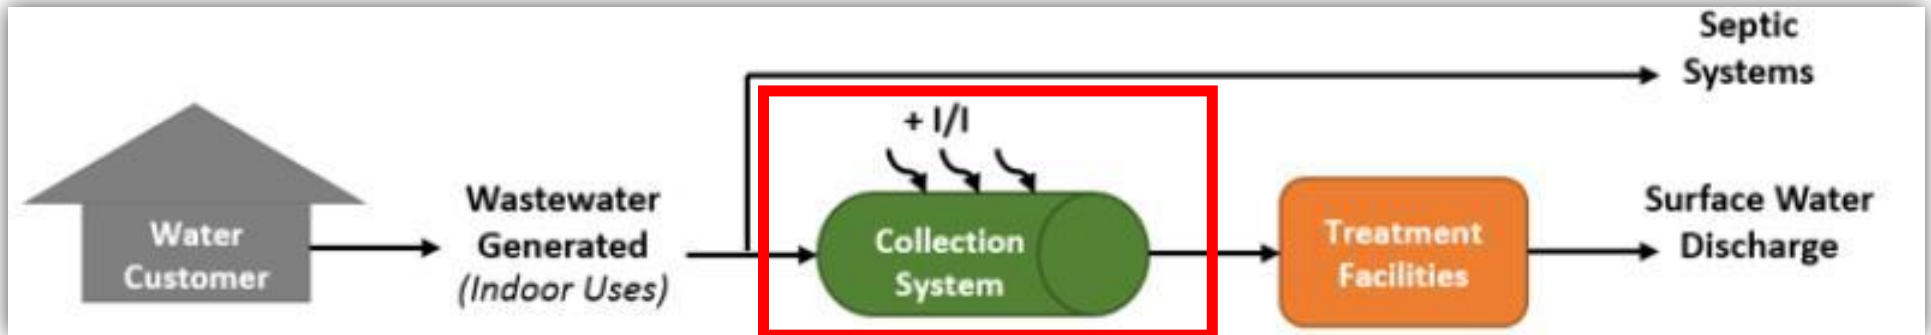 Septic
Systems
+ I/I
Wastewater
Generated
(Indoor Uses)
Water
Customer
Collection
System
Treatment
Facilities
Surface Water
Discharge